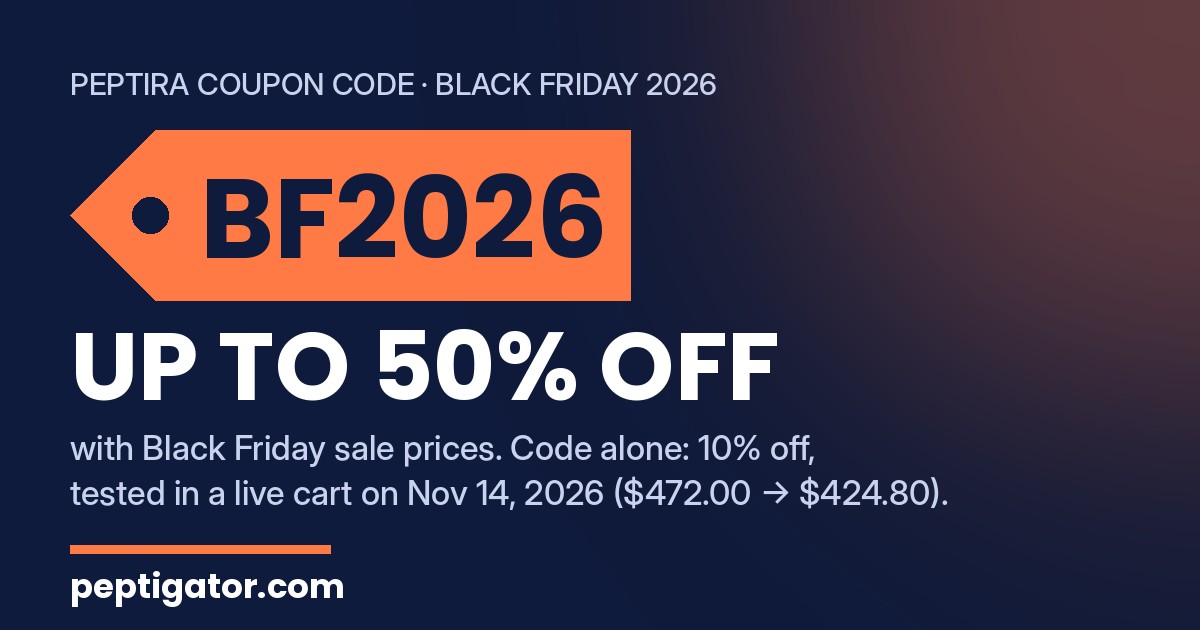 PEPTIRA COUPON CODE · BLACK FRIDAY 2026
BF2026
UP TO 50% OFF
with Black Friday sale prices. Code alone: 10% off,
tested in a live cart on Nov 14, 2026 ($472.00 → $424.80).
peptigator.com